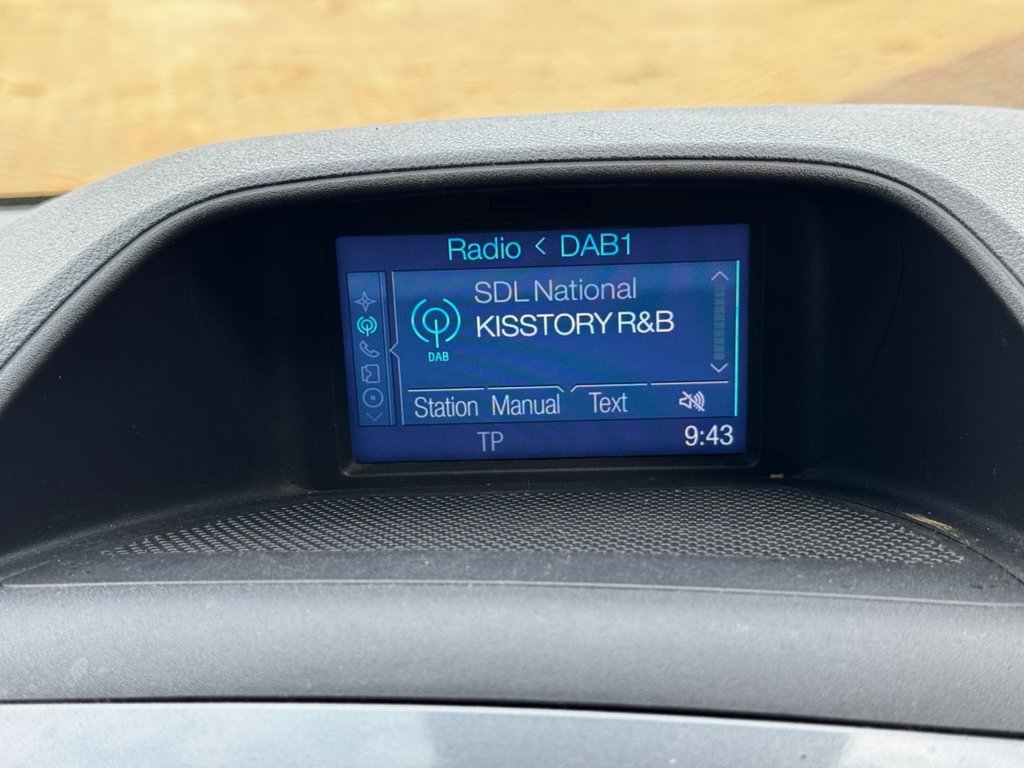 Radio < DAB1
SDL National
KISSTORY R&B
DAB
Station Manual Text
TP 9:43